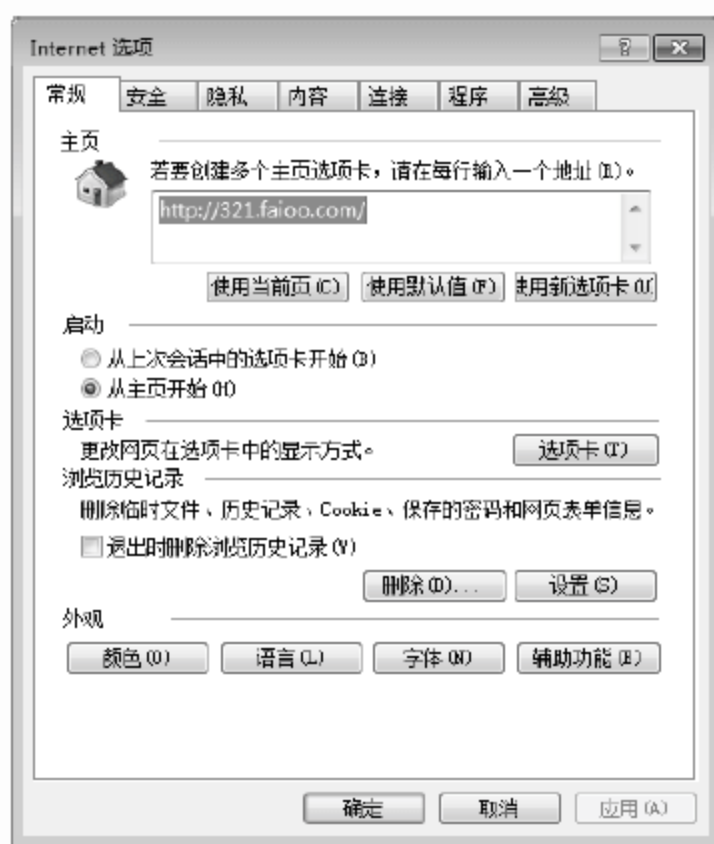 Internet 选项
常规 安全 隐私 内容 连接 程序 高级
主页
若要创建多个主页选项卡，请在每行输入一个地址(R)。
http://321.faioo.com/
使用当前页(C) 使用默认值(F) 使用新选项卡(U)
启动
从上次会话中的选项卡开始(B)
从主页开始(H)
选项卡
更改网页在选项卡中的显示方式。 选项卡(T)
浏览历史记录
删除临时文件、历史记录、Cookie、保存的密码和网页表单信息。
退出时删除浏览历史记录(W)
删除(D)... 设置(S)
外观
颜色(O) 语言(L) 字体(N) 辅助功能(E)
确定 取消 应用(A)